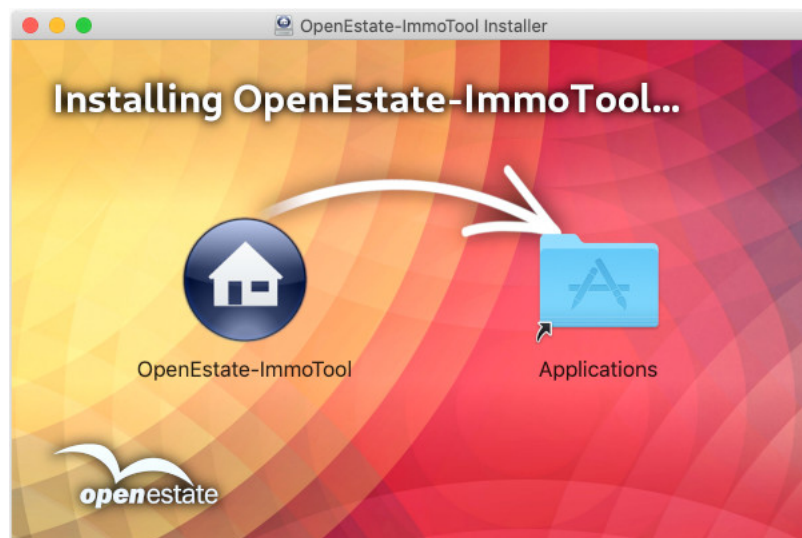 OpenEstate-ImmoTool Installer
Installing OpenEstate-ImmoTool...
OpenEstate-ImmoTool
Applications
openestate